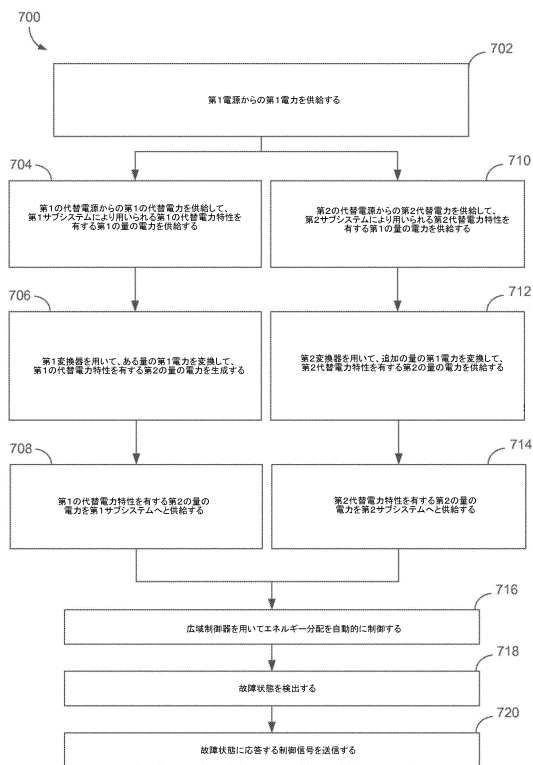 700
702
第1電源からの第1電力を供給する
704
第1の代替電源からの第1の代替電力を供給して、
第1サブシステムにより用いられる第1の代替電力特性を
有する第1の量の電力を供給する
710
第2の代替電源からの第2代替電力を供給して、
第2サブシステムにより用いられる第2代替電力特性を
有する第1の量の電力を供給する
706
第1変換器を用いて、ある量の第1電力を変換して、
第1の代替電力特性を有する第2の量の電力を生成する
712
第2変換器を用いて、追加の量の第1電力を変換して、
第2代替電力特性を有する第2の量の電力を供給する
708
第1の代替電力特性を有する第2の量の
電力を第1サブシステムへと供給する
714
第2代替電力特性を有する第2の量の
電力を第2サブシステムへと供給する
716
広域制御器を用いてエネルギー分配を自動的に制御する
718
故障状態を検出する
720
故障状態に応答する制御信号を送信する